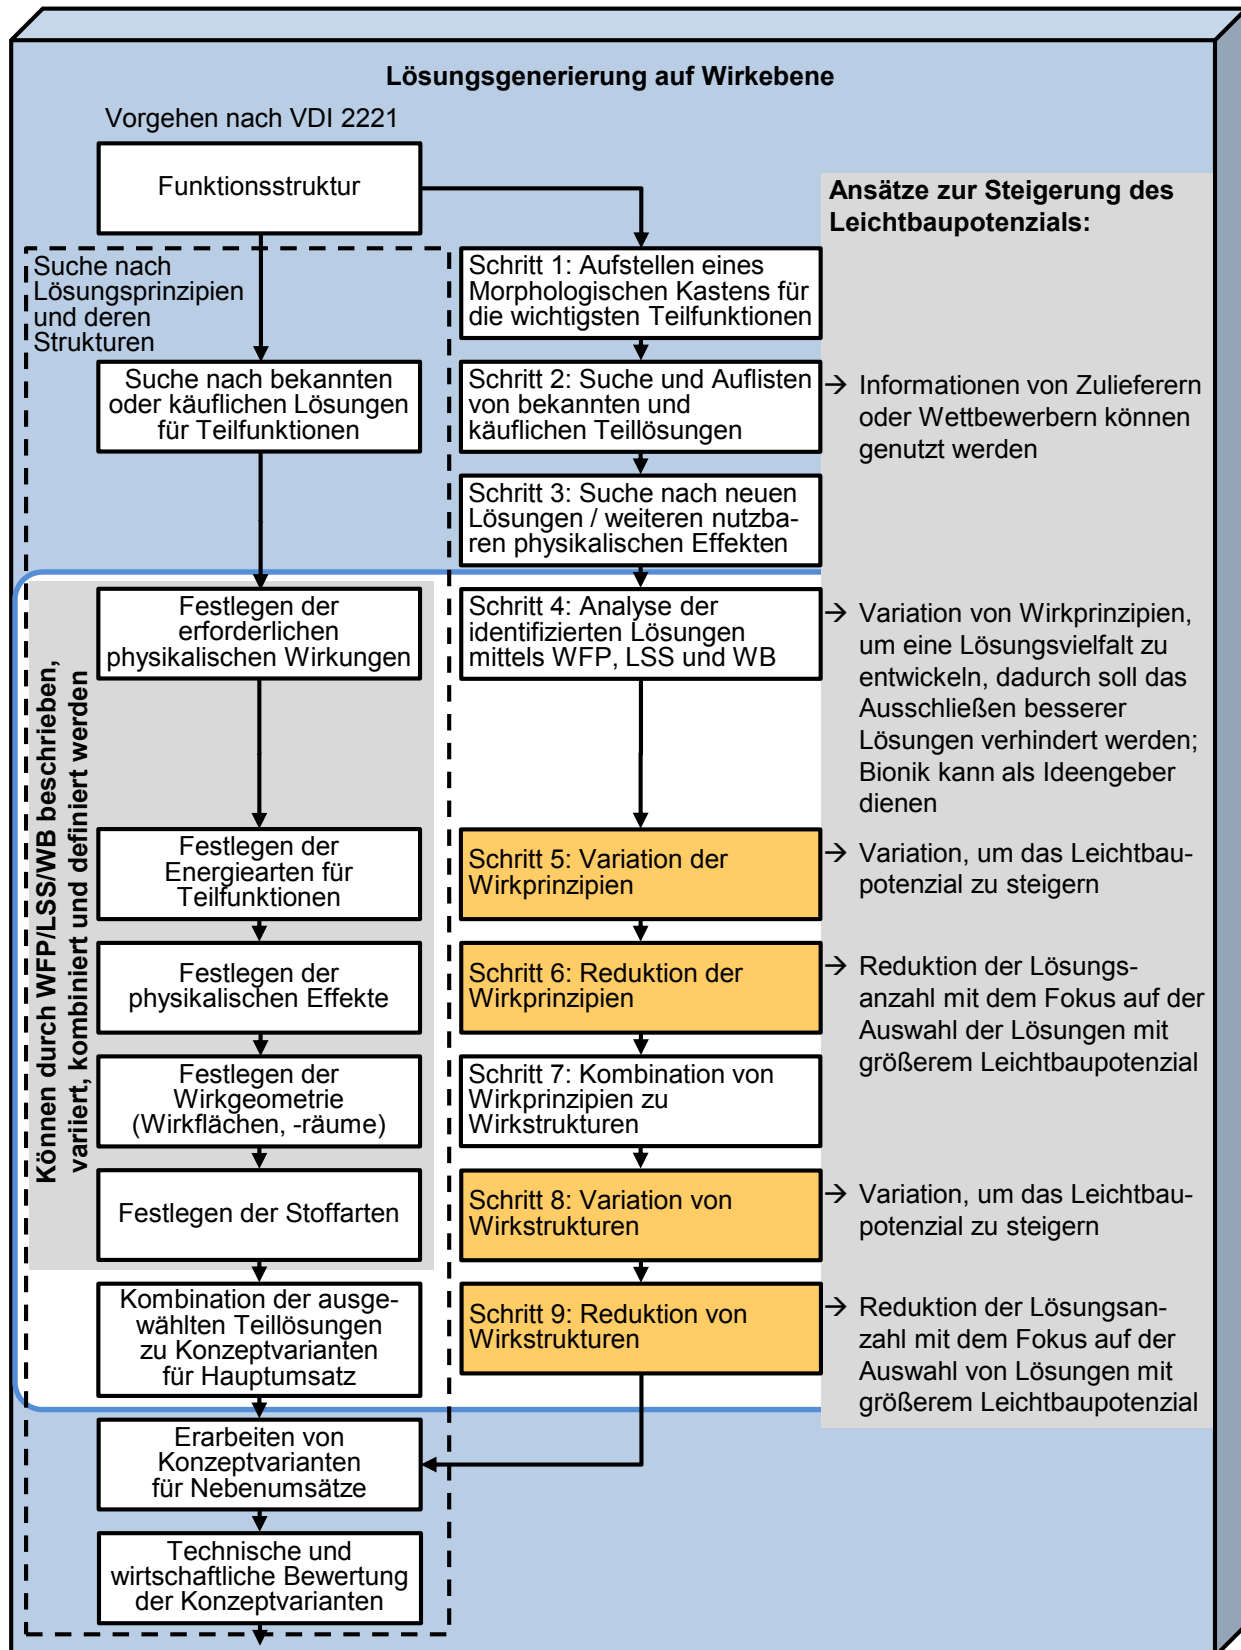 Lösungsgenerierung auf Wirkebene
Vorgehen nach VDI 2221
Funktionsstruktur
Suche nach
Lösungsprinzipien
und deren
Strukturen
Suche nach bekannten
oder käuflichen Lösungen
für Teilfunktionen
Können durch WFP/LSS/WB beschrieben,
variiert, kombiniert und definiert werden
Festlegen der
erforderlichen
physikalischen Wirkungen
Festlegen der
Energiearten für
Teilfunktionen
Festlegen der
physikalischen Effekte
Festlegen der
Wirkgeometrie
(Wirkflächen, -räume)
Festlegen der Stoffarten
Kombination der ausge-
wählten Teillösungen
zu Konzeptvarianten
für Hauptumsatz
Erarbeiten von
Konzeptvarianten
für Nebenumsätze
Technische und
wirtschaftliche Bewertung
der Konzeptvarianten
Schritt 1: Aufstellen eines
Morphologischen Kastens für
die wichtigsten Teilfunktionen
Schritt 2: Suche und Auflisten
von bekannten und
käuflichen Teillösungen
Schritt 3: Suche nach neuen
Lösungen / weiteren nutzba-
ren physikalischen Effekten
Schritt 4: Analyse der
identifizierten Lösungen
mittels WFP, LSS und WB
Schritt 5: Variation der
Wirkprinzipien
Schritt 6: Reduktion der
Wirkprinzipien
Schritt 7: Kombination von
Wirkprinzipien zu
Wirkstrukturen
Schritt 8: Variation von
Wirkstrukturen
Schritt 9: Reduktion von
Wirkstrukturen
Ansätze zur Steigerung des
Leichtbaupotenzials:
→ Informationen von Zulieferern
oder Wettbewerbern können
genutzt werden
→ Variation von Wirkprinzipien,
um eine Lösungsvielfalt zu
entwickeln, dadurch soll das
Ausschließen besserer
Lösungen verhindert werden;
Bionik kann als Ideengeber
dienen
→ Variation, um das Leichtbau-
potenzial zu steigern
→ Reduktion der Lösungs-
anzahl mit dem Fokus auf der
Auswahl der Lösungen mit
größerem Leichtbaupotenzial
→ Variation, um das Leichtbau-
potenzial zu steigern
→ Reduktion der Lösungsan-
zahl mit dem Fokus auf der
Auswahl von Lösungen mit
größerem Leichtbaupotenzial